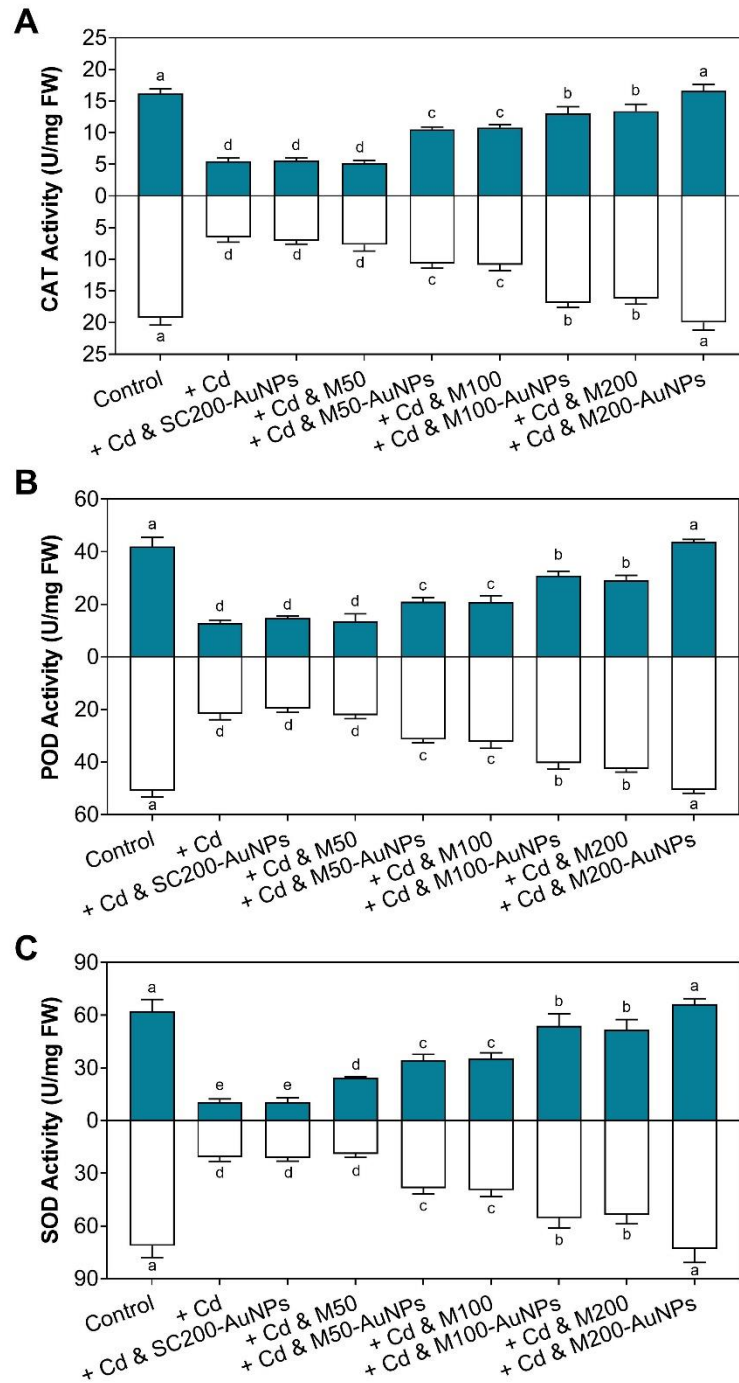 A
CAT Activity (U/mg FW)
25
20
15
10
5
0
5
10
15
20
25
a d d d c c b b a
d d d c c b b
a a
Control
+ Cd
+ Cd & SC200-AuNPs
+ Cd & M50
+ Cd & M50-AuNPs
+ Cd & M100
+ Cd & M100-AuNPs
+ Cd & M200
+ Cd & M200-AuNPs
B
POD Activity (U/mg FW)
60
40
20
0
20
40
60
a d d d c c b b a
d d d c c b b
a a
Control
+ Cd
+ Cd & SC200-AuNPs
+ Cd & M50
+ Cd & M50-AuNPs
+ Cd & M100
+ Cd & M100-AuNPs
+ Cd & M200
+ Cd & M200-AuNPs
C
SOD Activity (U/mg FW)
90
60
30
0
30
60
90
a e e d c c b b a
d d d c c b b
a a
Control
+ Cd
+ Cd & SC200-AuNPs
+ Cd & M50
+ Cd & M50-AuNPs
+ Cd & M100
+ Cd & M100-AuNPs
+ Cd & M200
+ Cd & M200-AuNPs